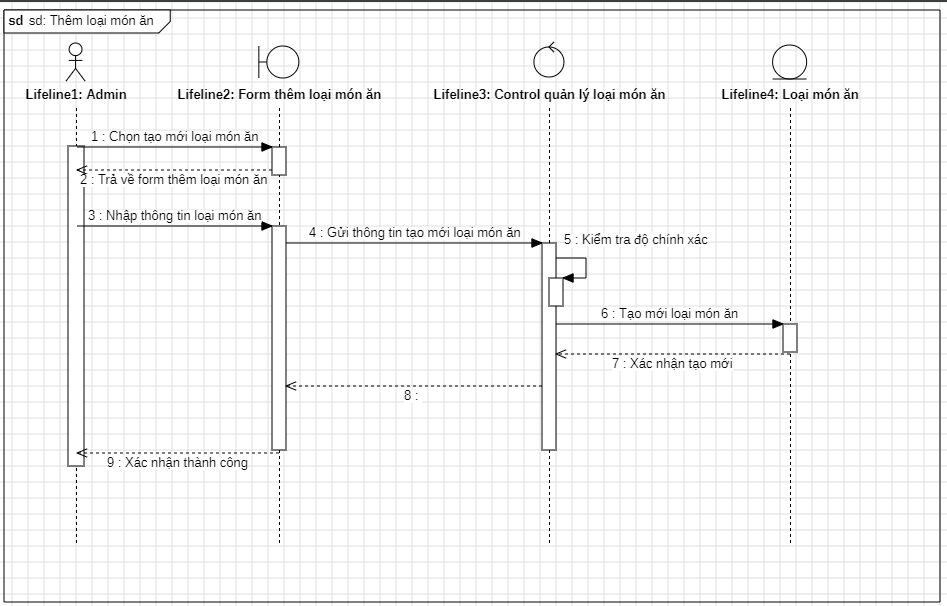 sd sd: Thêm loại món ăn
Lifeline1: Admin
Lifeline2: Form thêm loại món ăn
Lifeline3: Control quản lý loại món ăn
Lifeline4: Loại món ăn
1 : Chọn tạo mới loại món ăn
2 : Trả về form thêm loại món ăn
3 : Nhập thông tin loại món ăn
4 : Gửi thông tin tạo mới loại món ăn
5 : Kiểm tra độ chính xác
6 : Tạo mới loại món ăn
7 : Xác nhận tạo mới
8 :
9 : Xác nhận thành công